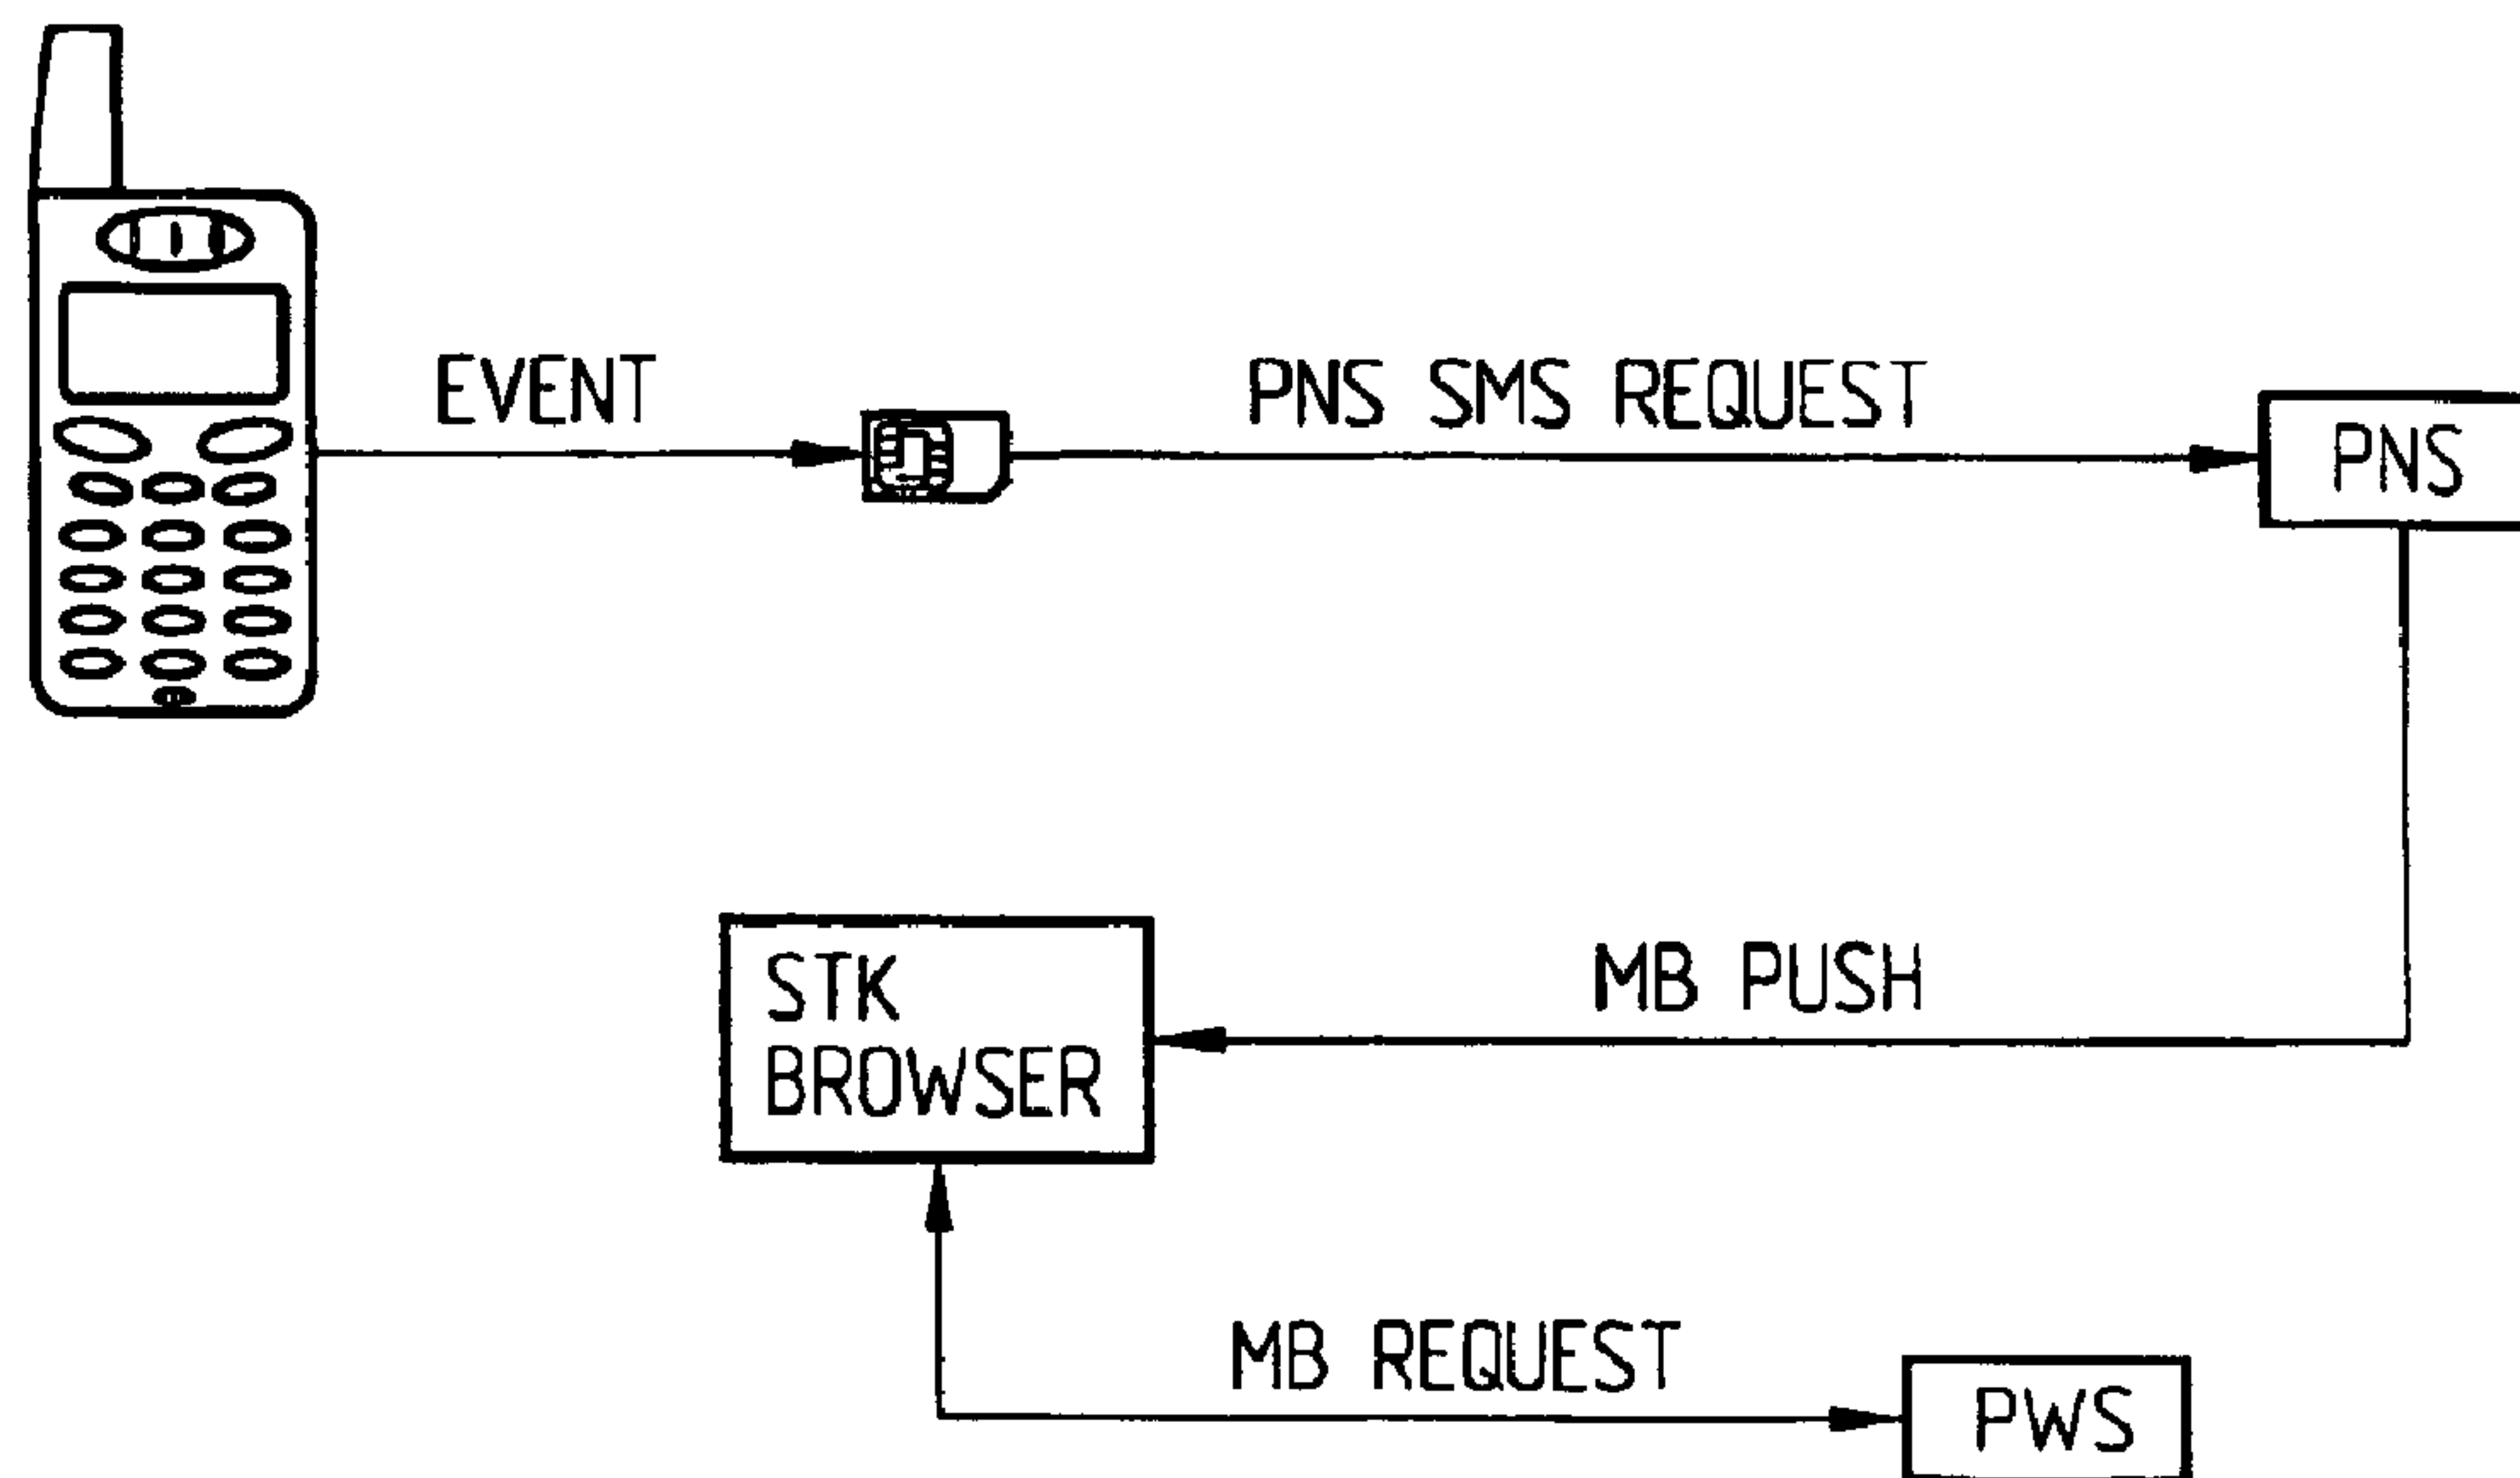 EVENT
PNS SMS REQUEST
PNS
STK
BROWSER
MB PUSH
MB REQUEST
PWS